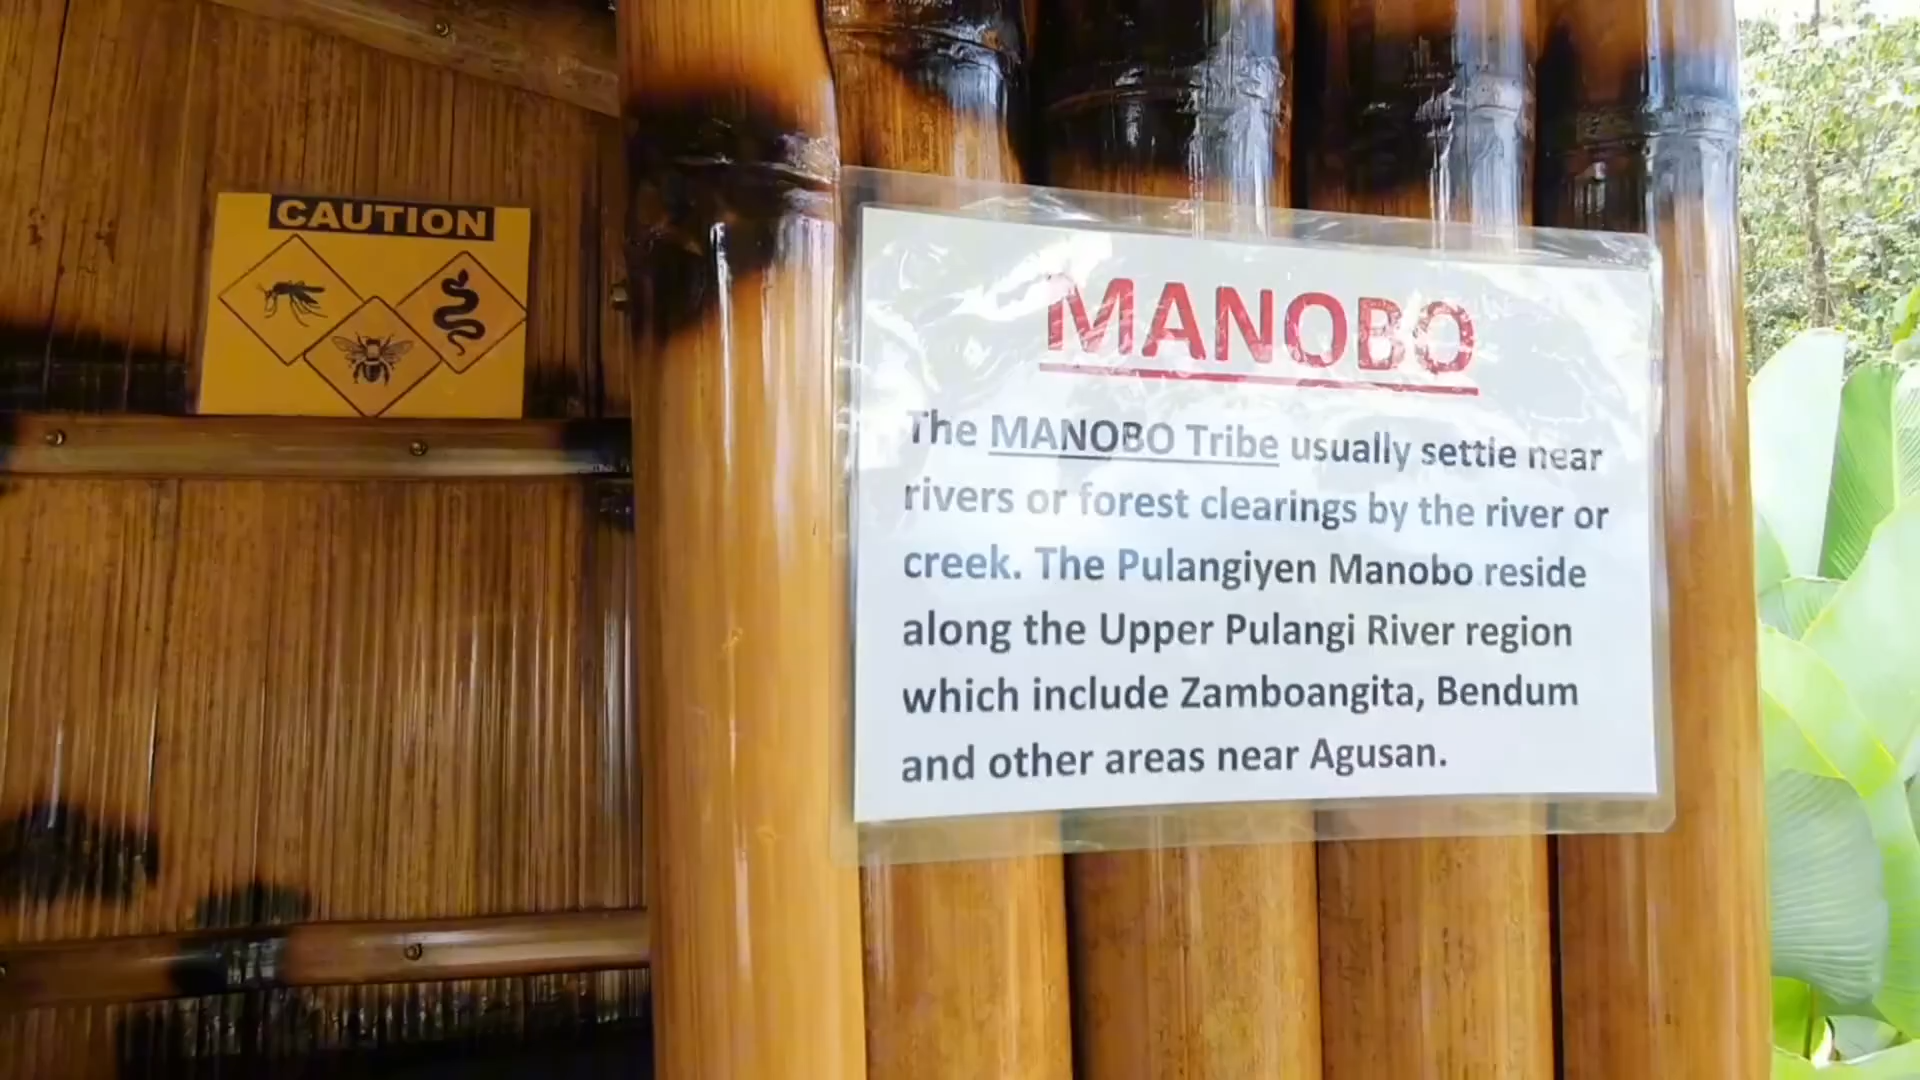 CAUTION
MANOBO
The MANOBO Tribe usually settle near
rivers or forest clearings by the river or
creek. The Pulangiyen Manobo reside
along the Upper Pulangi River region
which include Zamboangita, Bendum
and other areas near Agusan.